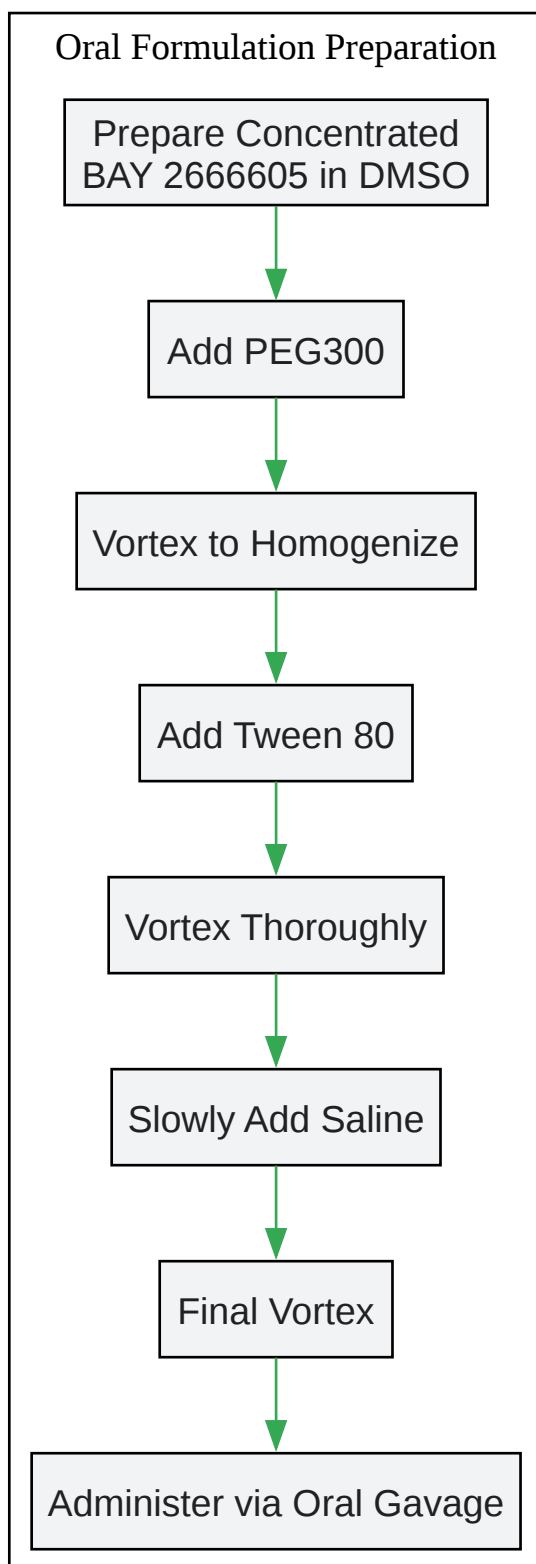 Oral Formulation Preparation
Prepare Concentrated
BAY 2666605 in DMSO
Add PEG300
Vortex to Homogenize
Add Tween 80
Vortex Thoroughly
Slowly Add Saline
Final Vortex
Administer via Oral Gavage